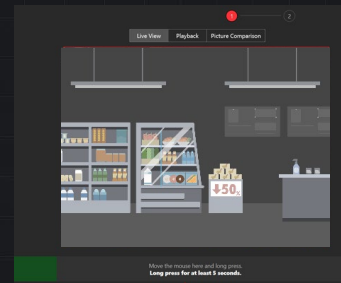 1 2
Live View Playback Picture Comparison
↓50%
Move the mouse here and long press.
Long press for at least 5 seconds.